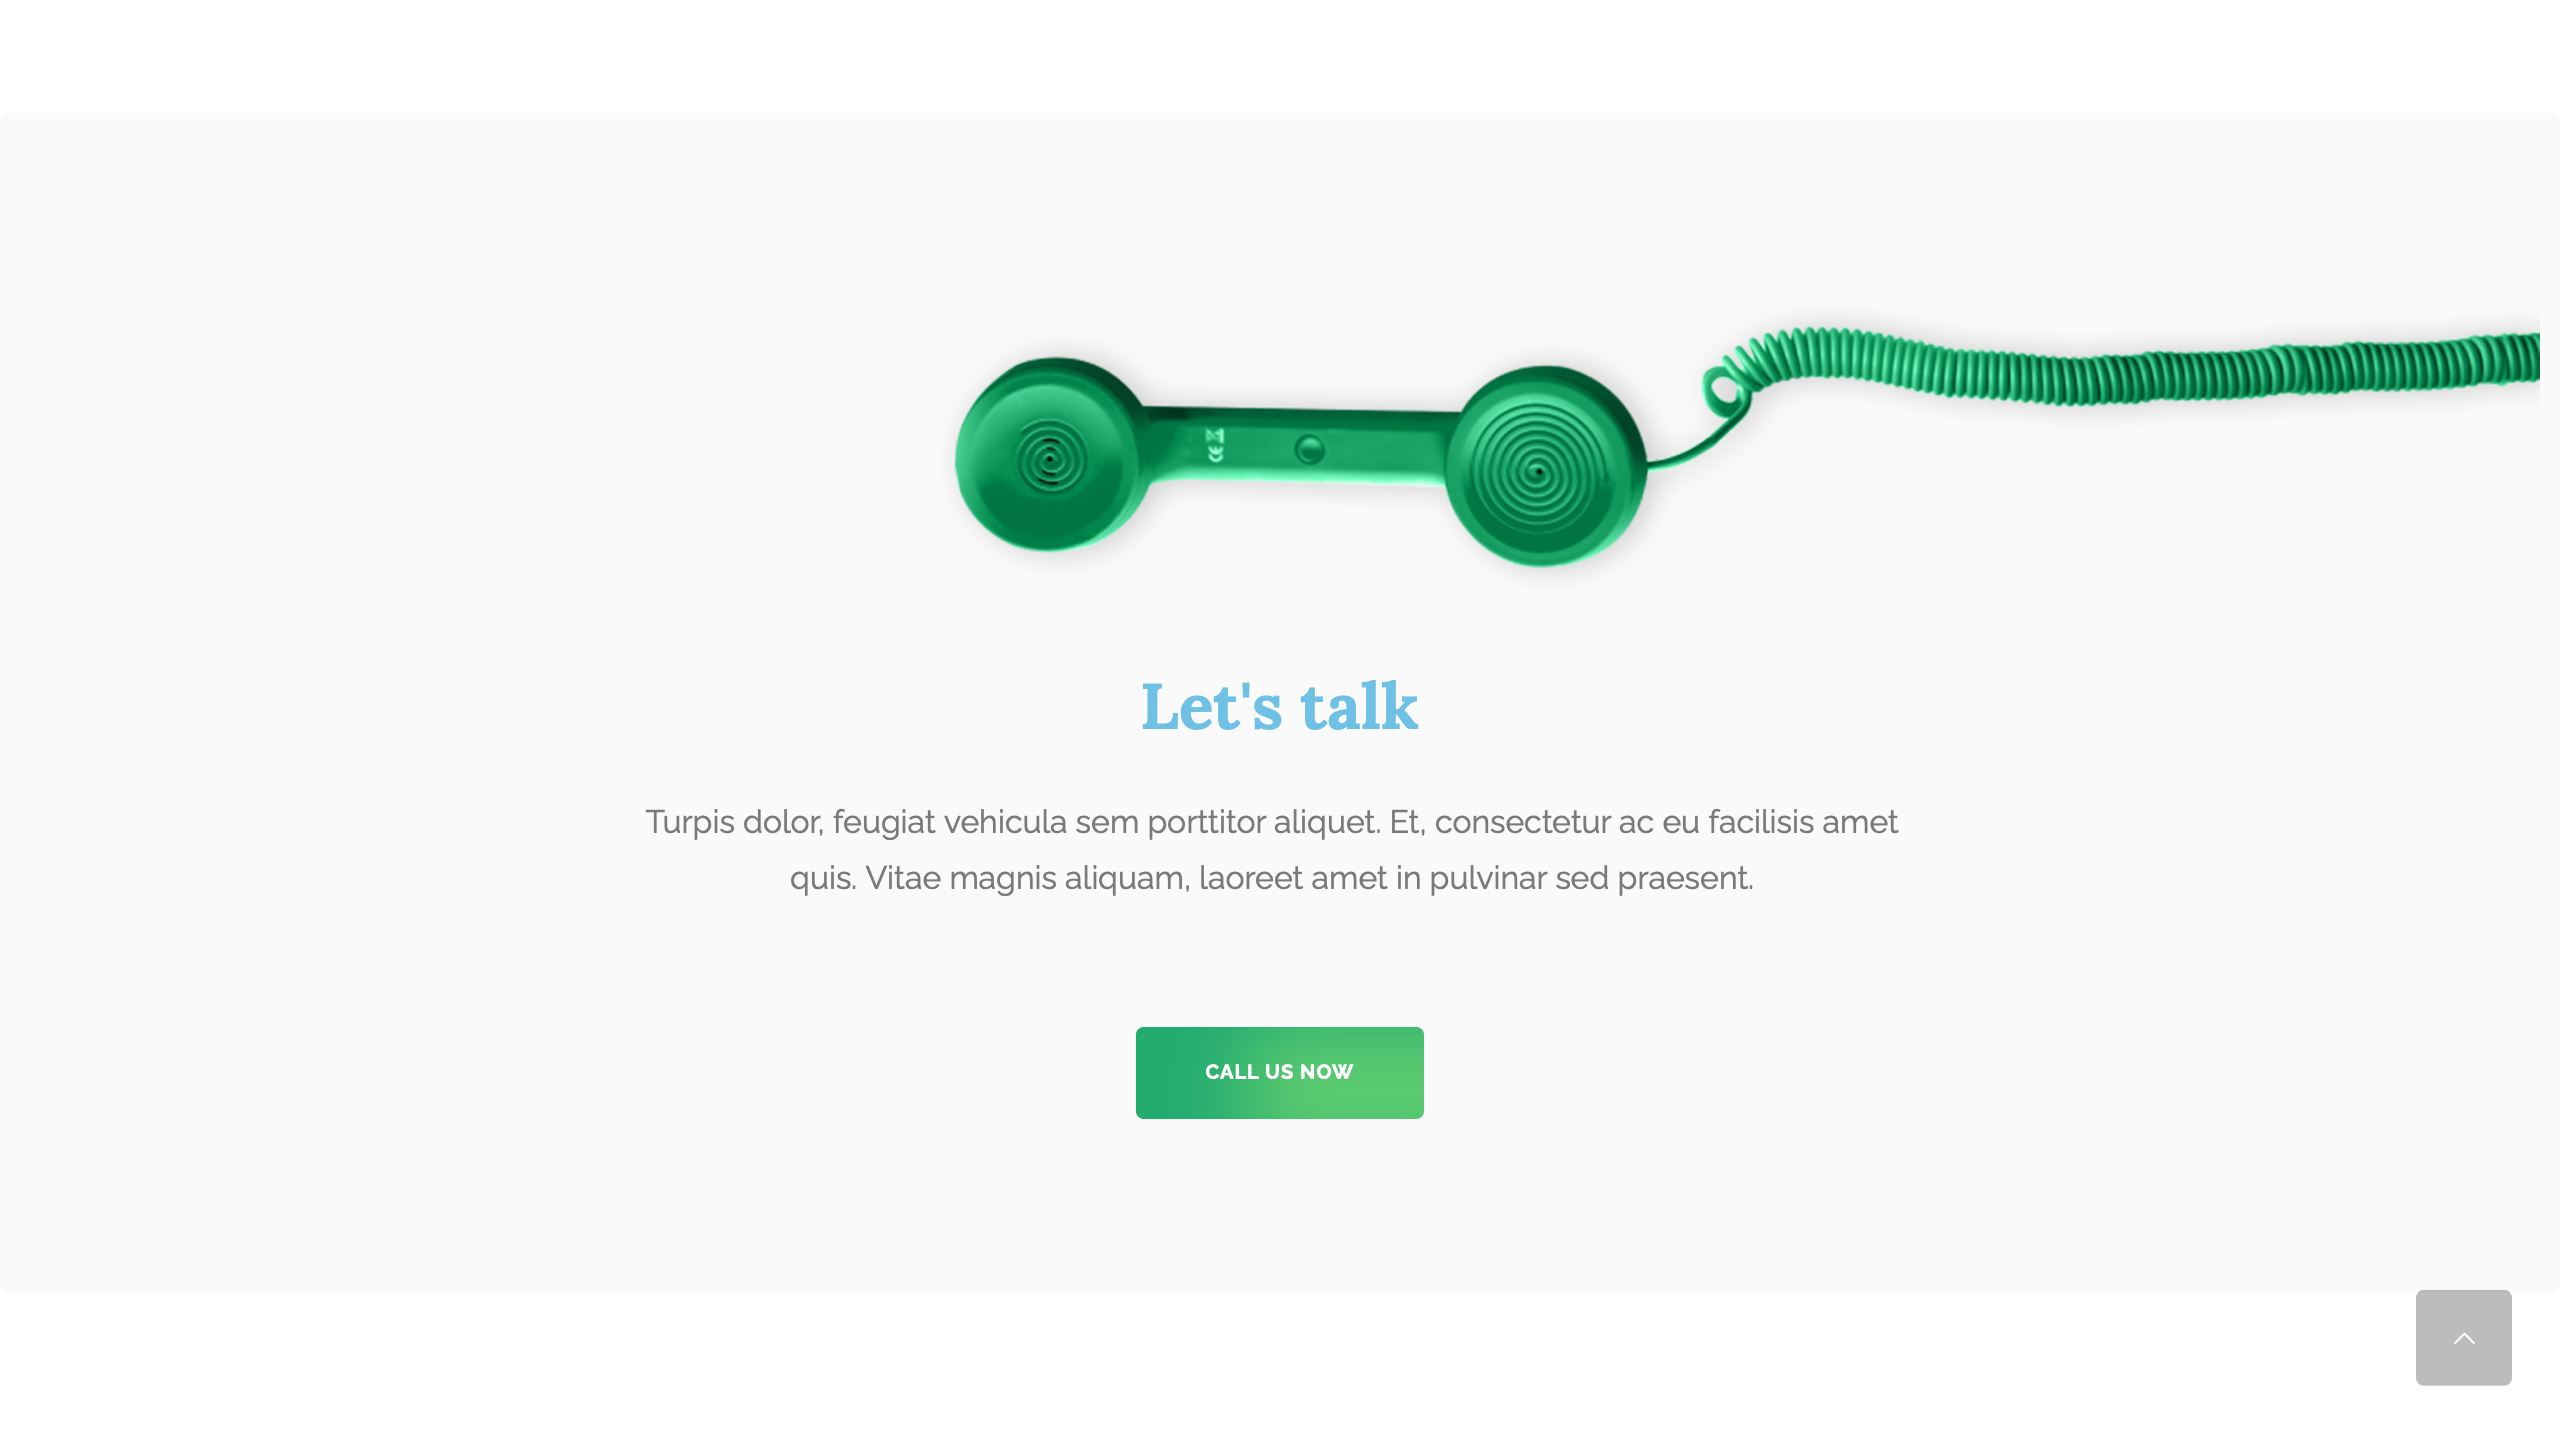 CE
Let's talk
Turpis dolor, feugiat vehicula sem porttitor aliquet. Et, consectetur ac eu facilisis amet
quis. Vitae magnis aliquam, laoreet amet in pulvinar sed praesent.
CALL US NOW